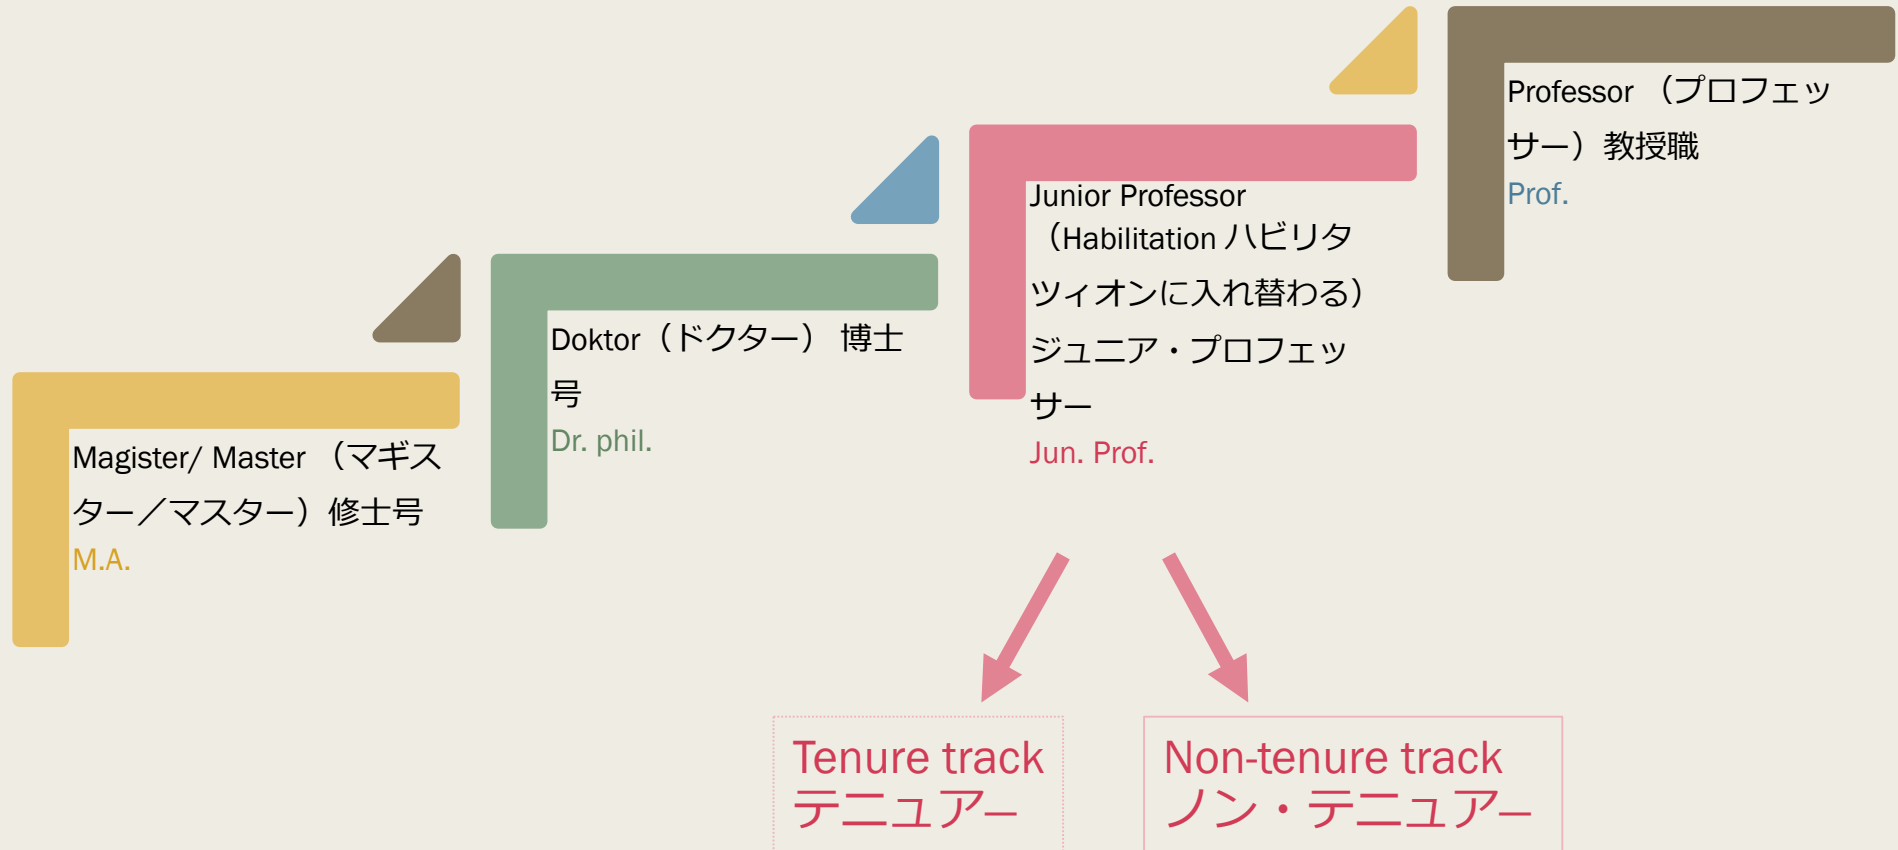 Magister/ Master （マギス
ター／マスター）修士号
M.A.
Doktor（ドクター） 博士
号
Dr. phil.
Junior Professor
（Habilitation ハビリタ
ツィオンに入れ替わる）
ジュニア・プロフェッ
サー
Jun. Prof.
Professor （プロフェッ
サー）教授職
Prof.
Tenure track
テニュアー
Non-tenure track
ノン・テニュアー